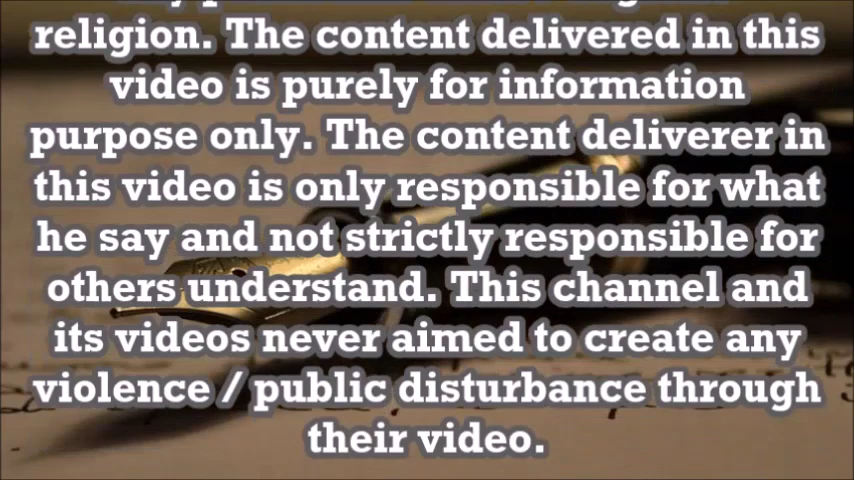 religion. The content delivered in this
video is purely for information
purpose only. The content deliverer in
this video is only responsible for what
he say and not strictly responsible for
others understand. This channel and
its videos never aimed to create any
violence / public disturbance through
their video.